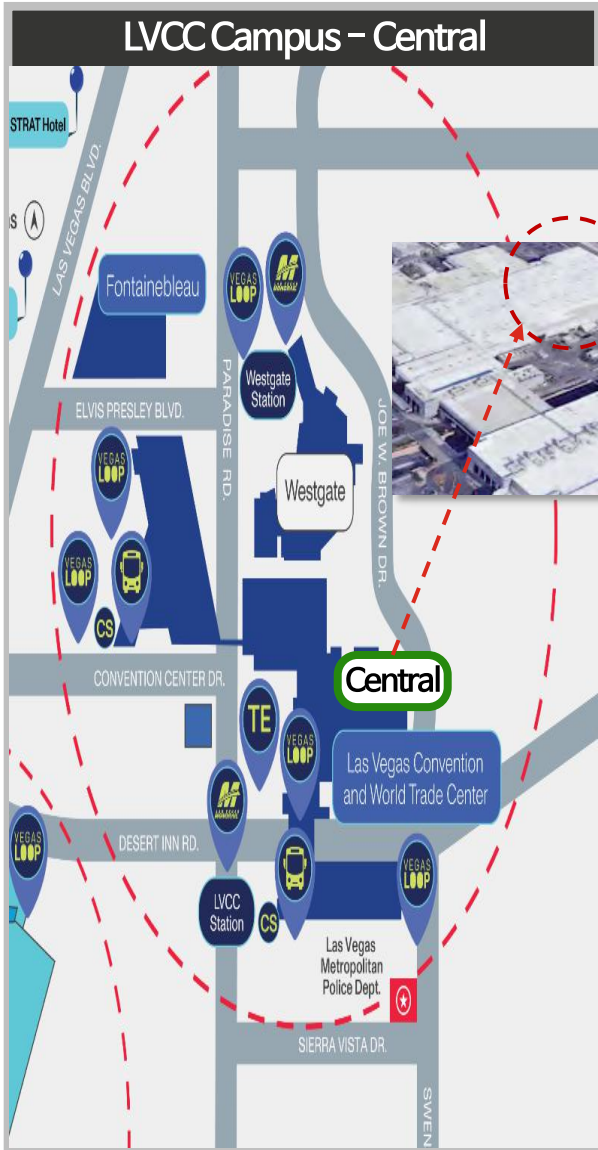 LVCC Campus – Central
STRAT Hotel
LAS VEGAS BLVD.
S
Fontainebleau
VEGAS
LOOP
M
Westgate
Station
PARADISE RD.
ELVIS PRESLEY BLVD.
JOE W. BROWN DR.
VEGAS
LOOP
Westgate
VEGAS
LOOP
CS
CONVENTION CENTER DR.
Central
TE
VEGAS
LOOP
Las Vegas Convention
and World Trade Center
M
DESERT INN RD.
VEGAS
LOOP
VEGAS
LOOP
LVCC
Station
CS
Las Vegas
Metropolitan
Police Dept.
SIERRA VISTA DR.
SWEN